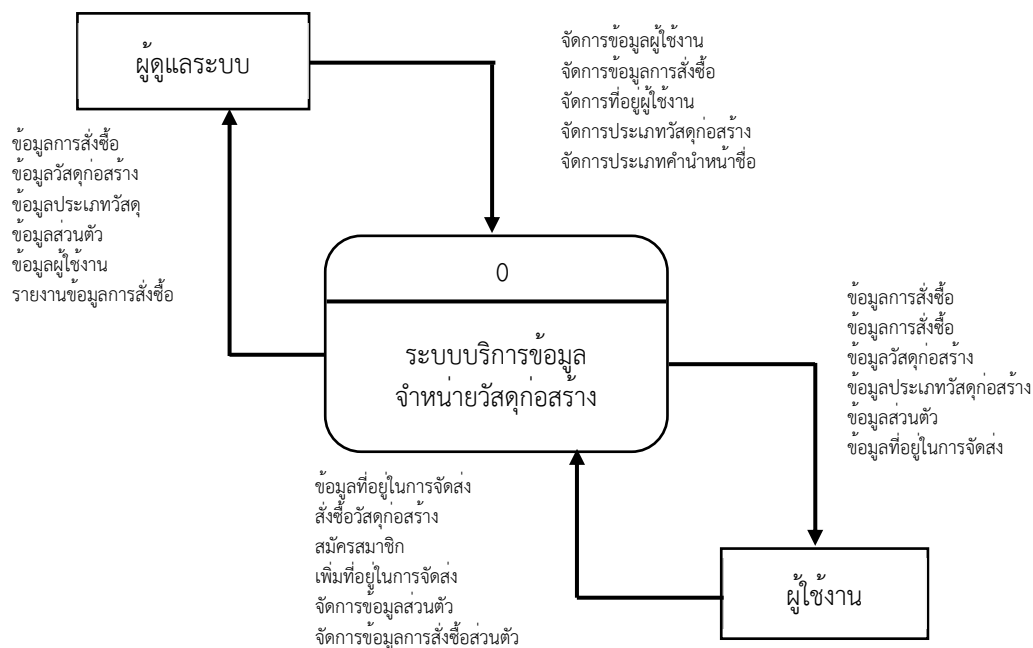 ผู้ดูแลระบบ
จัดการข้อมูลผู้ใช้งาน
จัดการข้อมูลการสั่งซื้อ
จัดการที่อยู่ผู้ใช้งาน
จัดการประเภทวัสดุก่อสร้าง
จัดการประเภทคำนำหน้าชื่อ
ข้อมูลการสั่งซื้อ
ข้อมูลวัสดุก่อสร้าง
ข้อมูลประเภทวัสดุ
ข้อมูลส่วนตัว
ข้อมูลผู้ใช้งาน
รายงานข้อมูลการสั่งซื้อ
0
ระบบบริการข้อมูล
จำหน่ายวัสดุก่อสร้าง
ข้อมูลการสั่งซื้อ
ข้อมูลการสั่งซื้อ
ข้อมูลวัสดุก่อสร้าง
ข้อมูลประเภทวัสดุก่อสร้าง
ข้อมูลส่วนตัว
ข้อมูลที่อยู่ในการจัดส่ง
ข้อมูลที่อยู่ในการจัดส่ง
สั่งซื้อวัสดุก่อสร้าง
สมัครสมาชิก
เพิ่มที่อยู่ในการจัดส่ง
จัดการข้อมูลส่วนตัว
จัดการข้อมูลการสั่งซื้อส่วนตัว
ผู้ใช้งาน